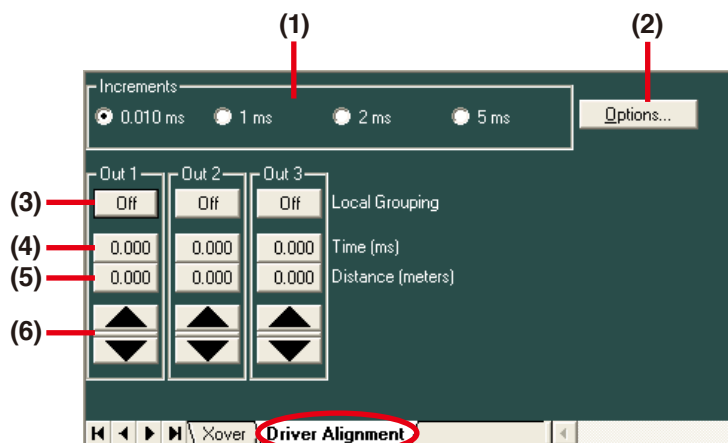 (1) (2)
Increments
0.010 ms 1 ms 2 ms 5 ms Options...
Out 1 Out 2 Out 3
(3) Off Off Off Local Grouping
(4) 0.000 0.000 0.000 Time (ms)
(5) 0.000 0.000 0.000 Distance (meters)
(6)
Xover Driver Alignment